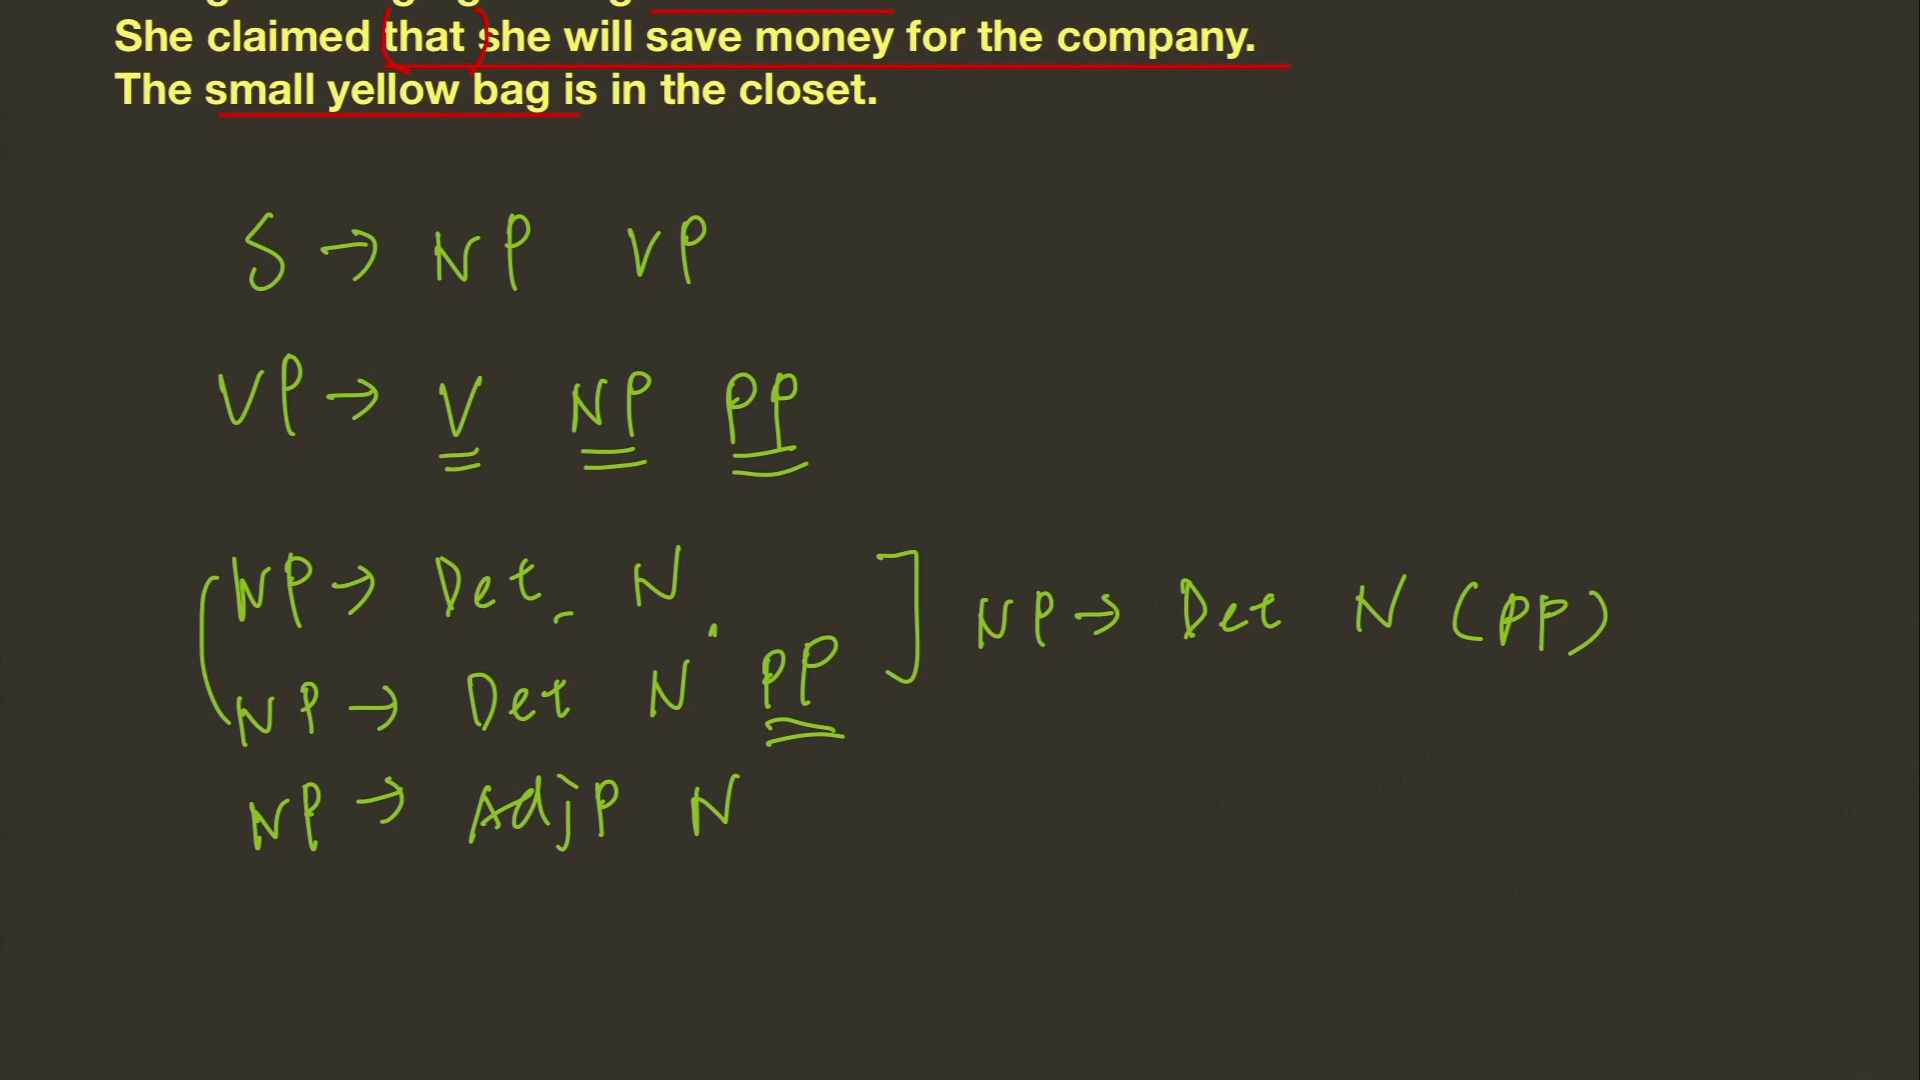 She claimed that she will save money for the company.
The small yellow bag is in the closet.
S → NP VP
VP → V NP PP
NP → Det N
NP → Det N PP
NP → Det N (PP)
NP → AdjP N